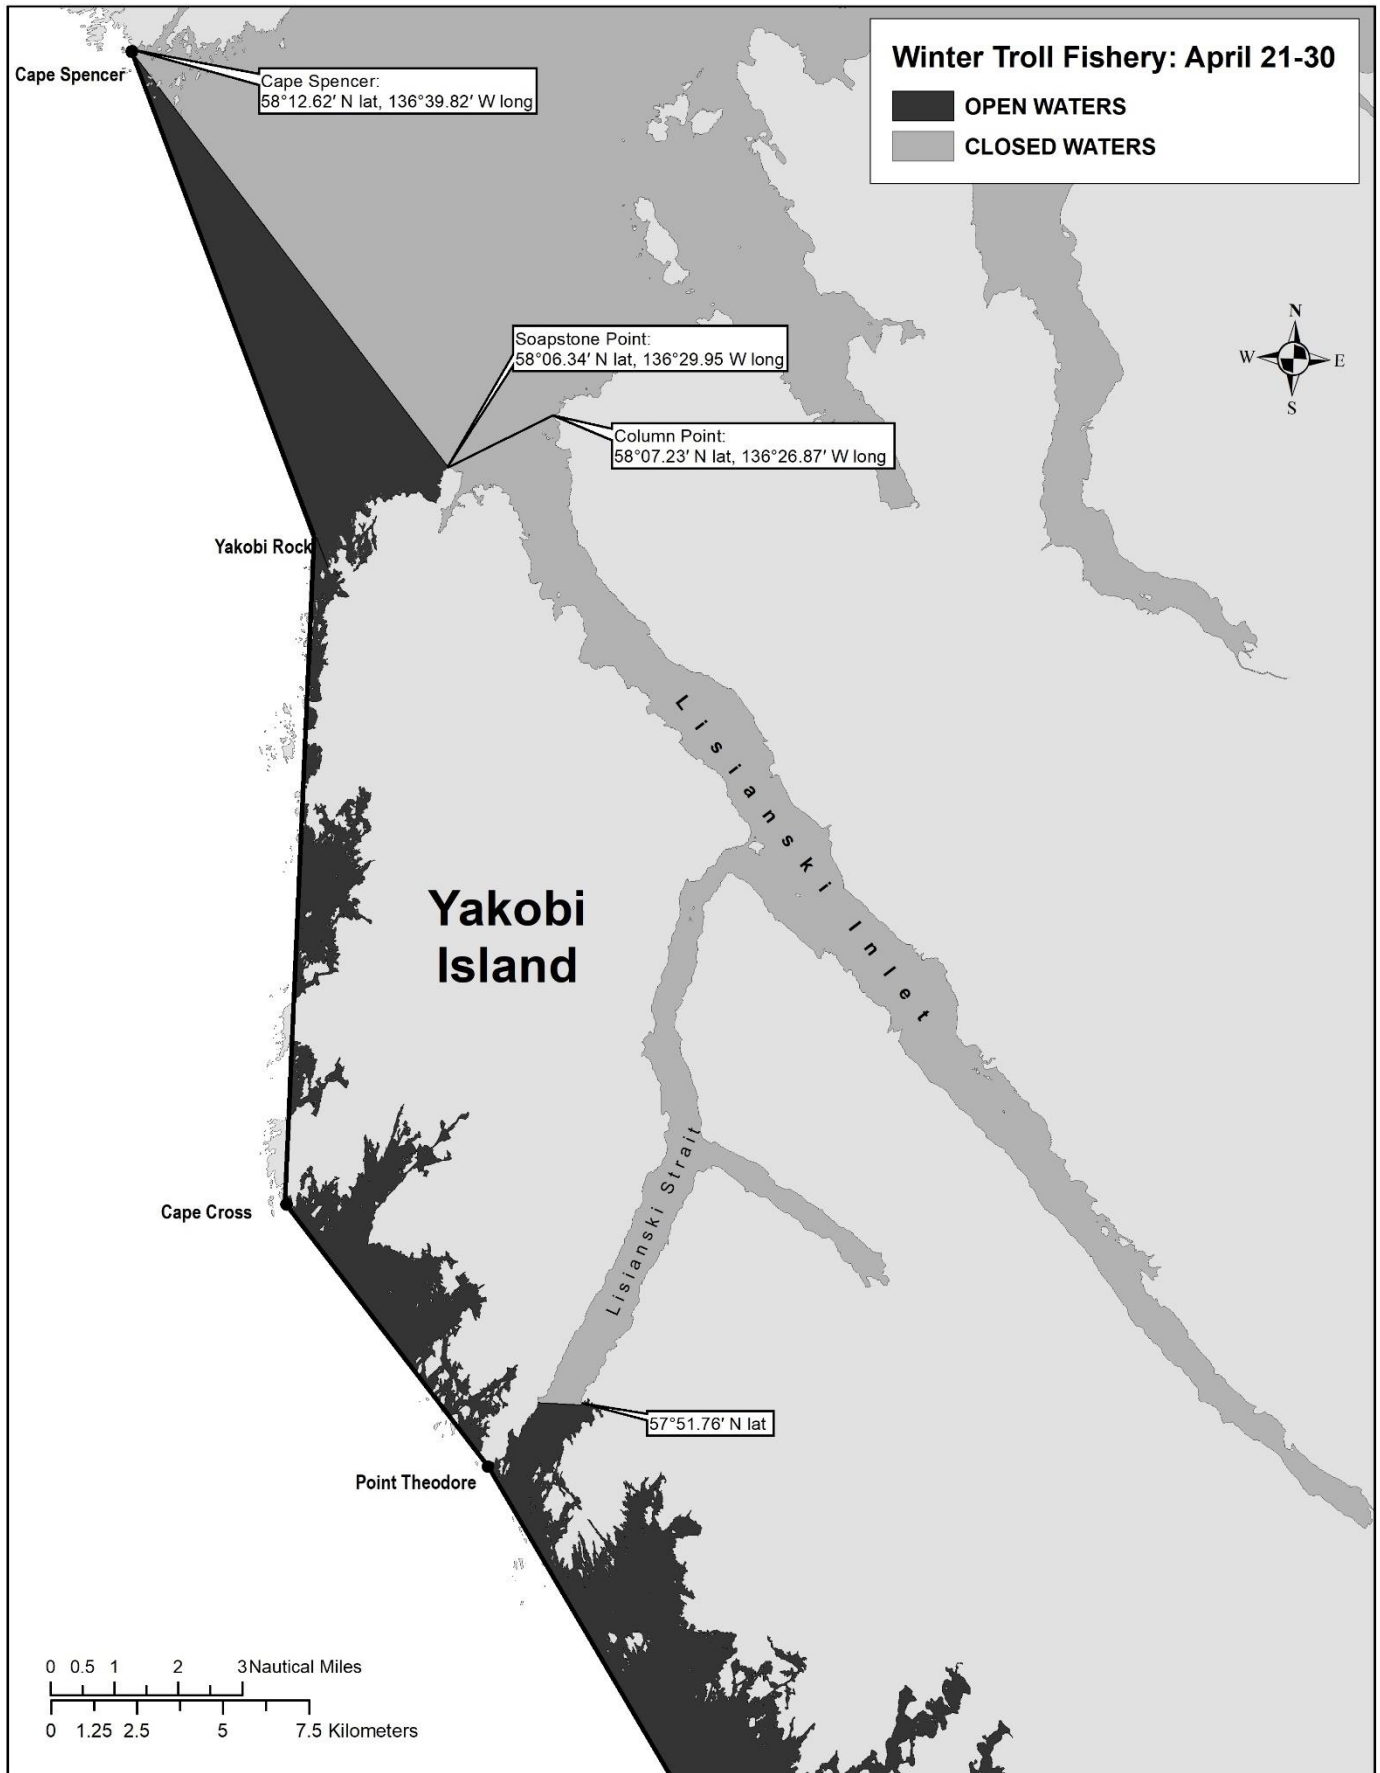 Winter Troll Fishery: April 21-30
OPEN WATERS
CLOSED WATERS
Cape Spencer
Cape Spencer:
58°12.62′ N lat, 136°39.82′ W long
N
W
E
S
Soapstone Point:
58°06.34′ N lat, 136°29.95 W long
Column Point:
58°07.23′ N lat, 136°26.87′ W long
Yakobi Rock
Lisianski Inlet
Yakobi
Island
Lisianski Strait
Cape Cross
57°51.76′ N lat
Point Theodore
0 0.5 1 2 3 Nautical Miles
0 1.25 2.5 5 7.5 Kilometers